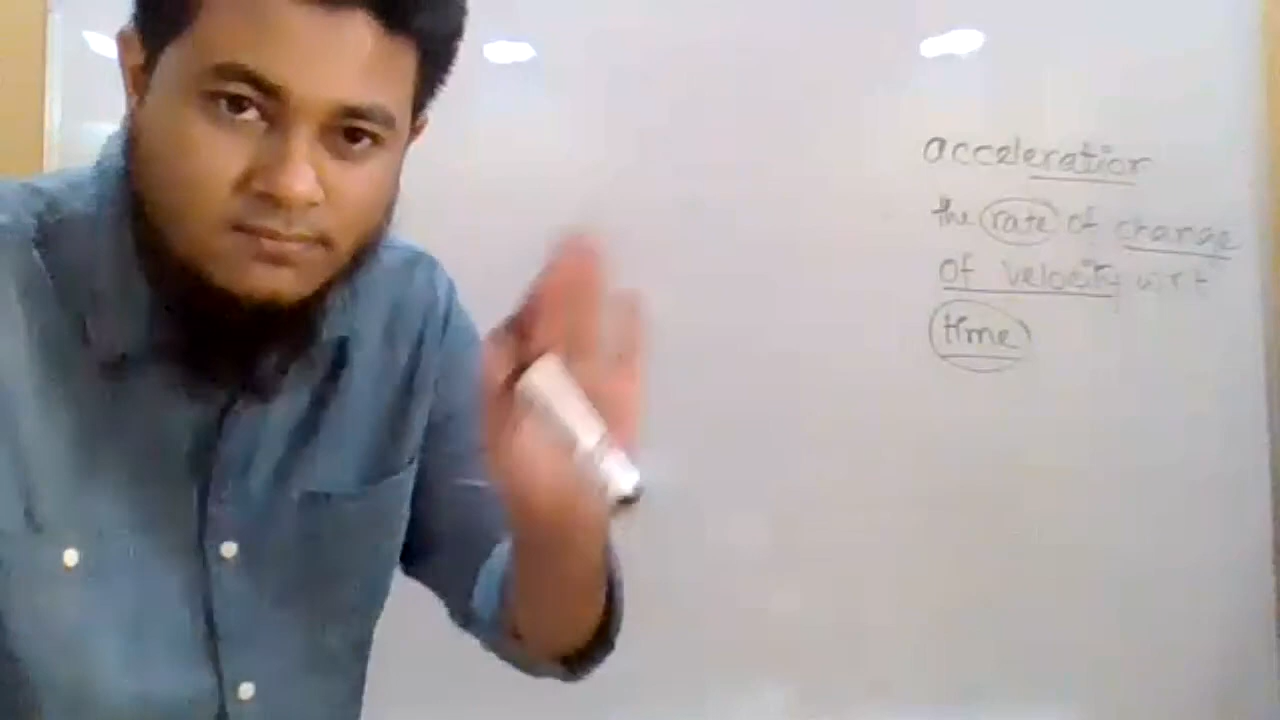 acceleration
the rate of change
of velocity w.r.t
time